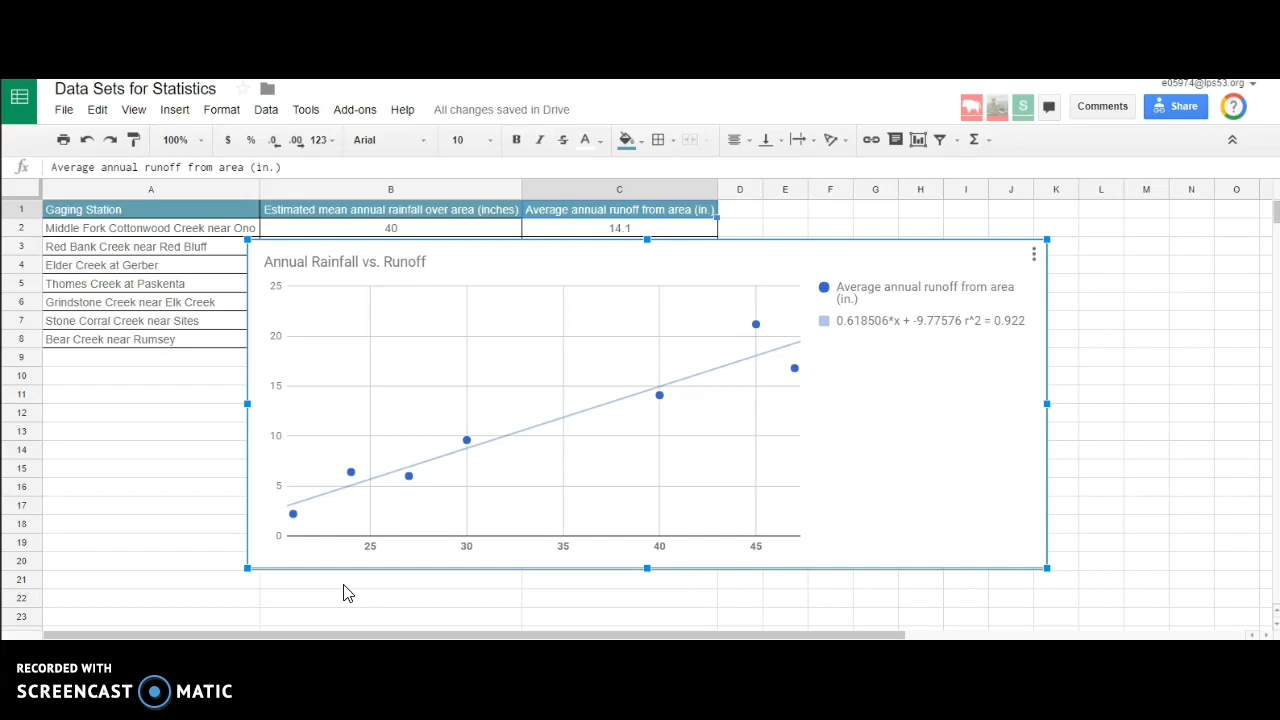 e05974@lps53.org
Data Sets for Statistics
File Edit View Insert Format Data Tools Add-ons Help All changes saved in Drive
S Comments Share ?
100% $ % .0 .00 123 Arial 10 B I S A Σ
fx Average annual runoff from area (in.)
A B C D E F G H I J K L M N O
1 Gaging Station Estimated mean annual rainfall over area (inches) Average annual runoff from area (in.)
2 Middle Fork Cottonwood Creek near Ono 40 14.1
3 Red Bank Creek near Red Bluff
4 Elder Creek at Gerber
5 Thomes Creek at Paskenta
6 Grindstone Creek near Elk Creek
7 Stone Corral Creek near Sites
8 Bear Creek near Rumsey
9
10
11
12
13
14
15
16
17
18
19
20
21
22
23
Annual Rainfall vs. Runoff
25
20
15
10
5
0
25 30 35 40 45
Average annual runoff from area
(in.)
0.618506*x + -9.77576 r^2 = 0.922
RECORDED WITH
SCREENCAST MATIC